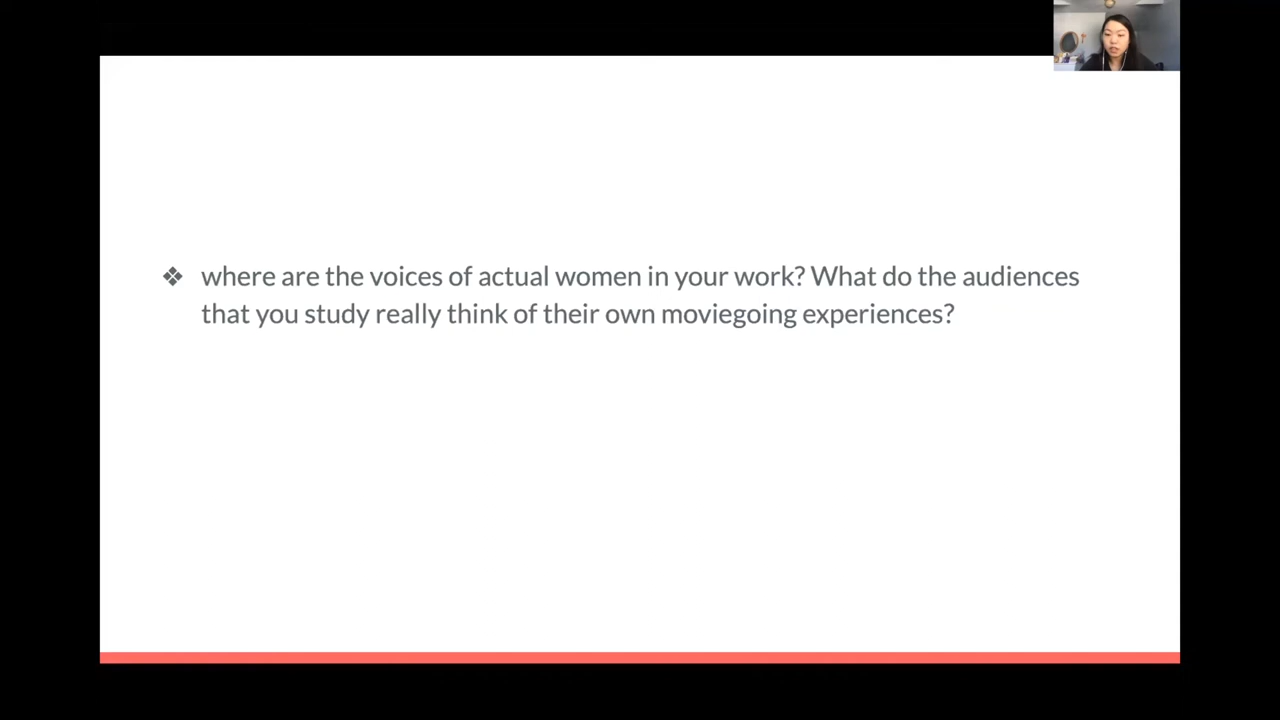 ❖ where are the voices of actual women in your work? What do the audiences
that you study really think of their own moviegoing experiences?